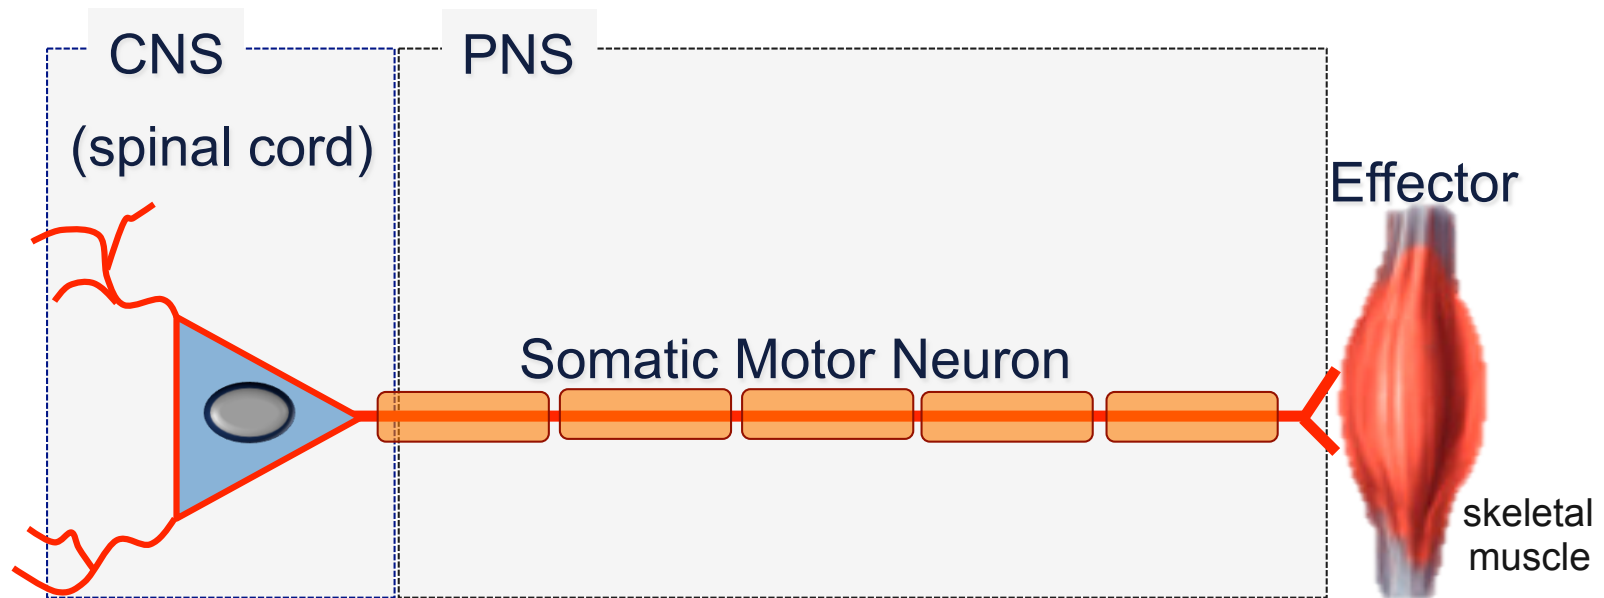 CNS
(spinal cord)
PNS
Somatic Motor Neuron
Effector
skeletal
muscle